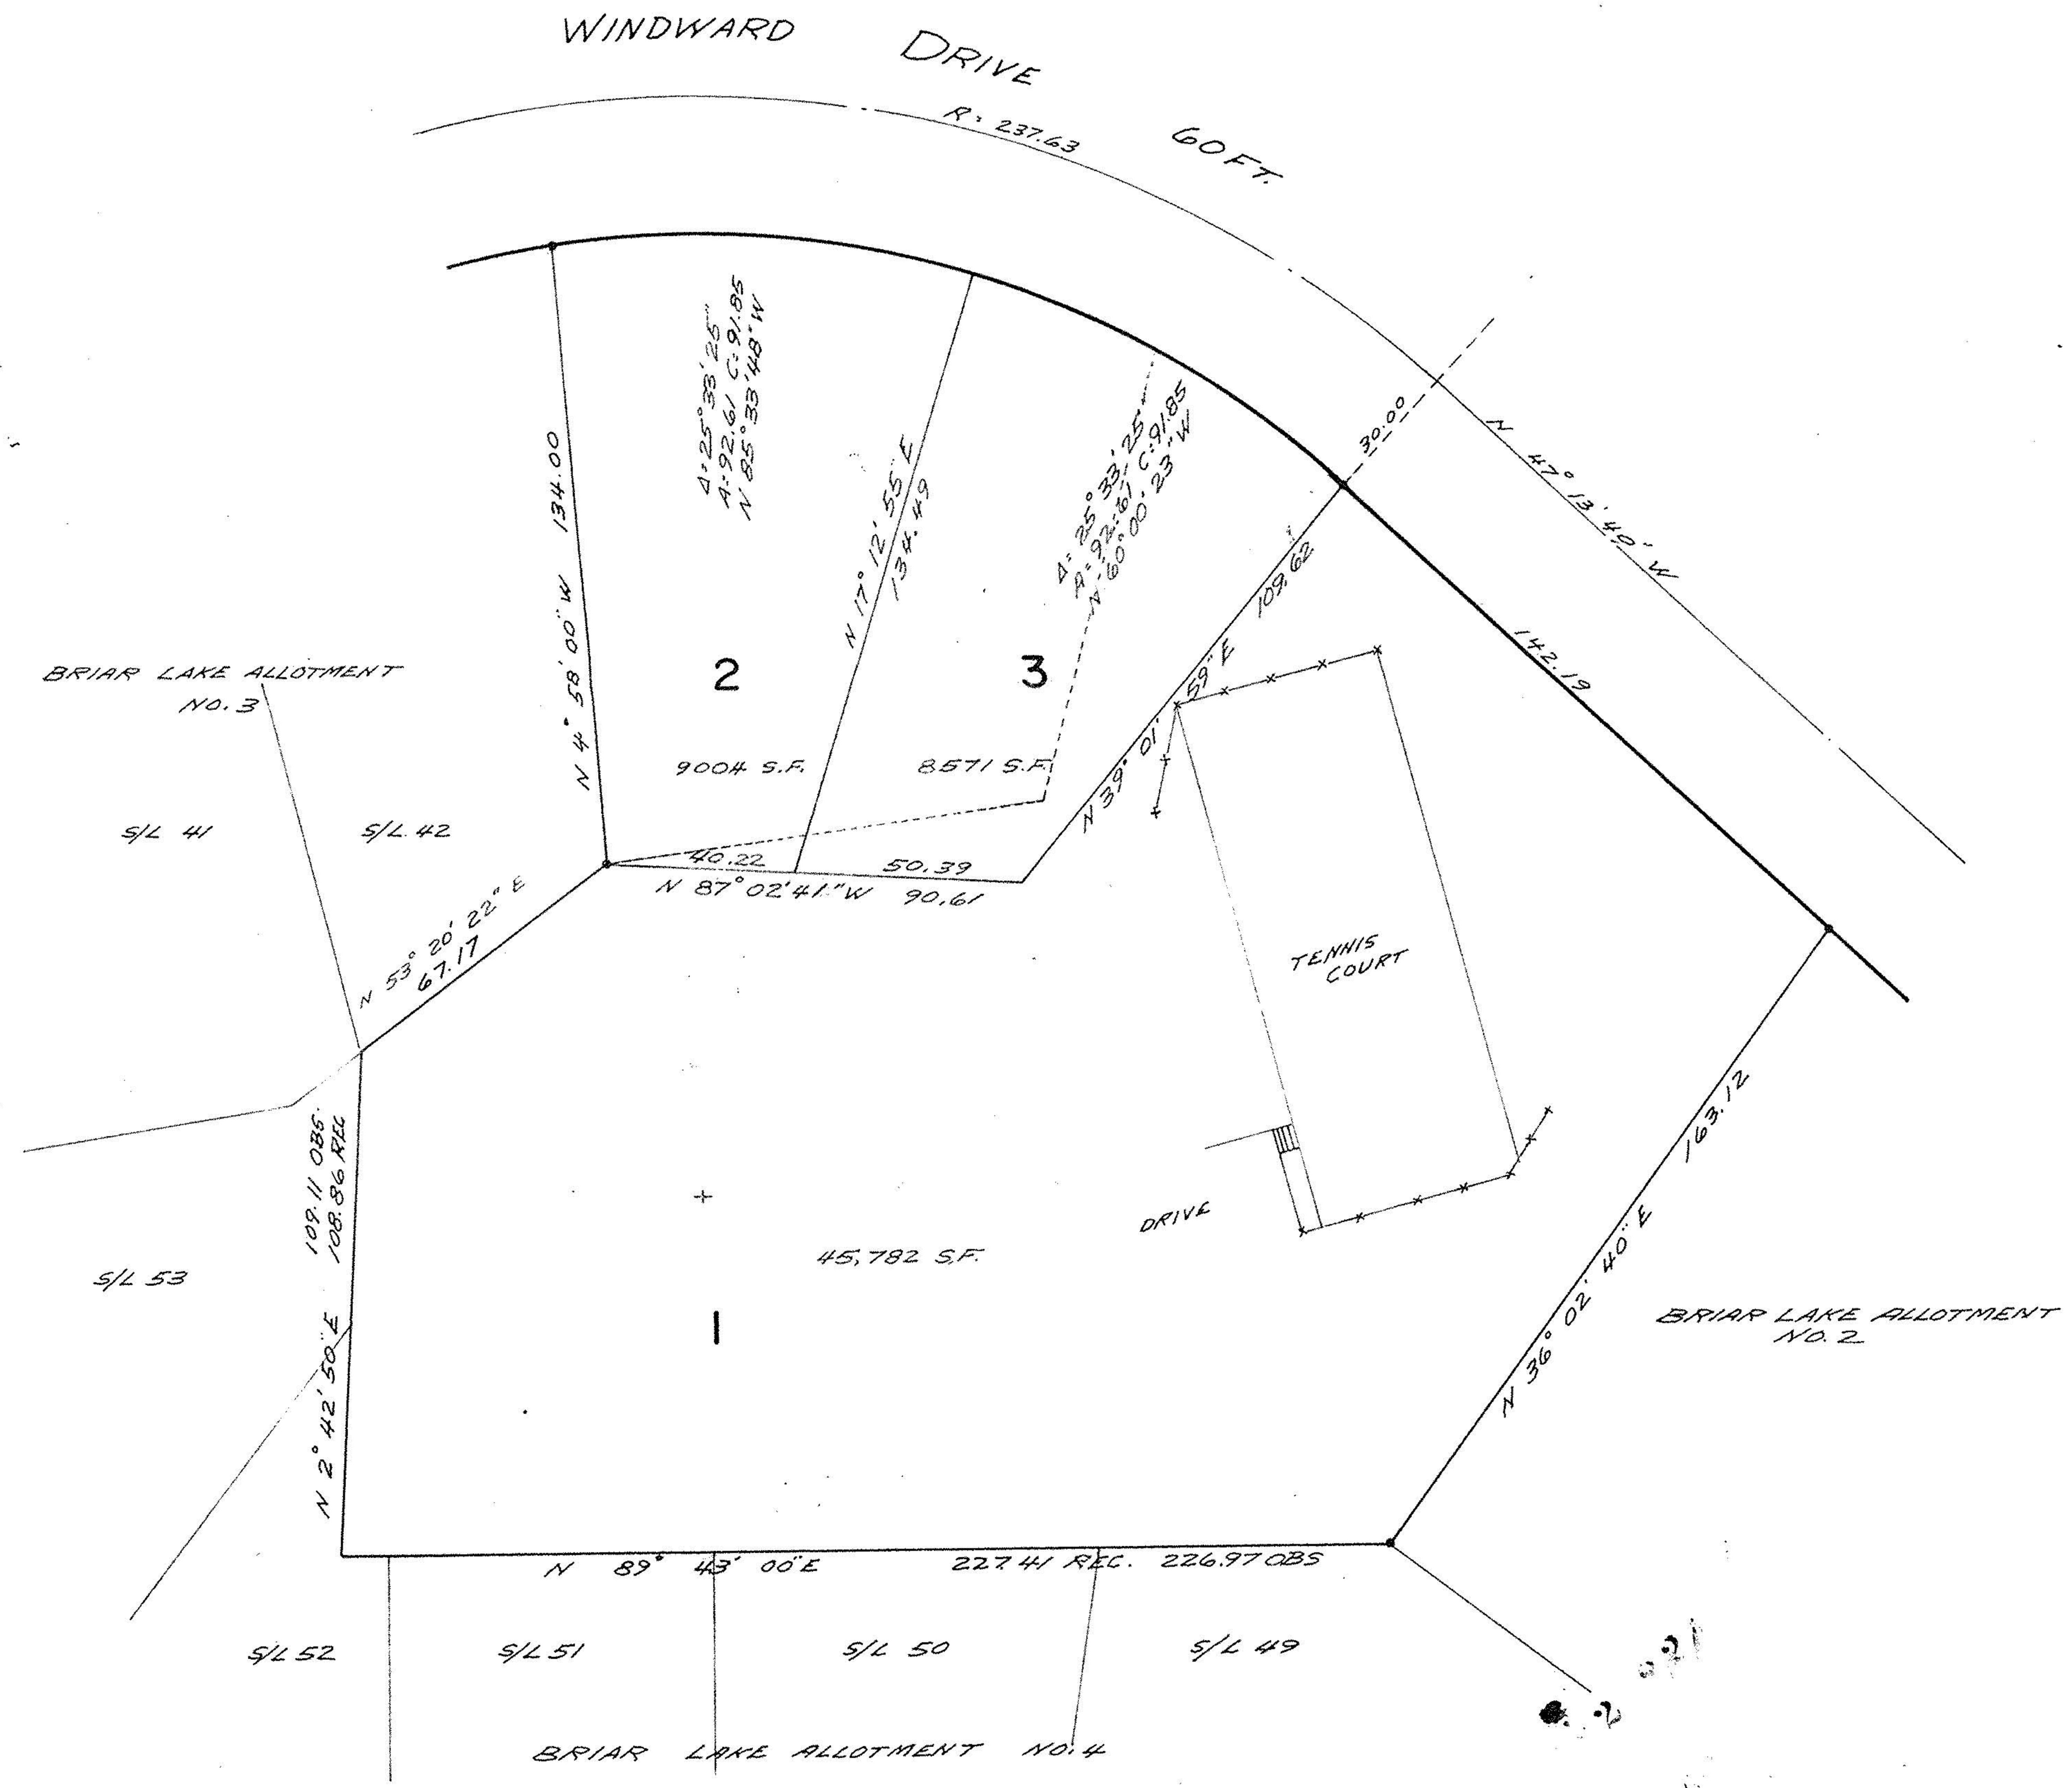 WINDWARD DRIVE 60 FT.
R= 237.63
Δ=25°33'25"
A=92.61 C=91.85
N 85°33'48"W
N 4° 58' 00" W 134.00
N 17° 12' 55" E
134.49
Δ= 25° 33' 25"
A= 92.61 C=91.85
N 60° 00' 23" W
30.00
N 47° 13' 40" W
142.19
109.62
N 39° 01' 59" E
2
3
9004 S.F.
8571 S.F.
BRIAR LAKE ALLOTMENT
NO. 3
S/L 41
S/L 42
40.22
50.39
N 87° 02' 41" W 90.61
N 53° 20' 22" E
67.17
TENNIS
COURT
109.11 OBS.
108.86 REC
N 2° 42' 50" E
163.12
N 36° 02' 40" E
DRIVE
45,782 S.F.
1
S/L 53
BRIAR LAKE ALLOTMENT
NO. 2
N 89° 43' 00" E 227.41 REC. 226.97 OBS
S/L 52
S/L 51
S/L 50
S/L 49
BRIAR LAKE ALLOTMENT NO. 4